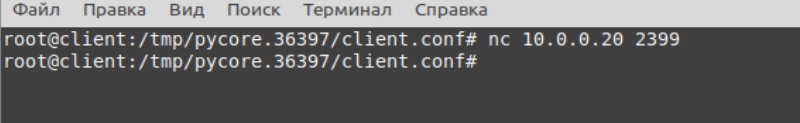 Файл Правка Вид Поиск Терминал Справка
root@client:/tmp/pycore.36397/client.conf# nc 10.0.0.20 2399
root@client:/tmp/pycore.36397/client.conf#